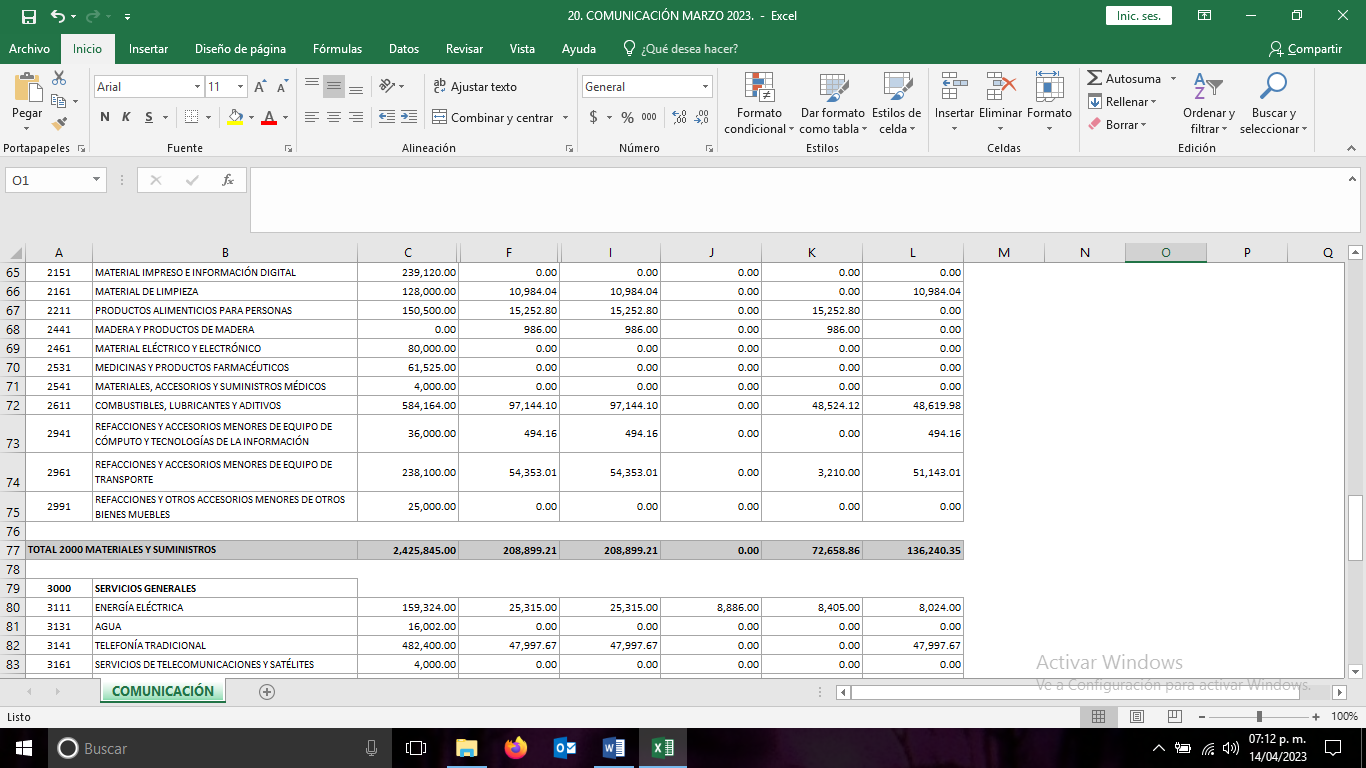 20. COMUNICACIÓN MARZO 2023. - Excel
Inic. ses.
Archivo Inicio Insertar Diseño de página Fórmulas Datos Revisar Vista Ayuda ¿Qué desea hacer? Compartir
Pegar
Portapapeles
Arial 11
N K S
Fuente
Ajustar texto
Combinar y centrar
Alineación
General
$ % 000
Número
Formato condicional
Dar formato como tabla
Estilos de celda
Estilos
Insertar Eliminar Formato
Celdas
Autosuma
Rellenar
Borrar
Ordenar y filtrar
Buscar y seleccionar
Edición
O1 fx
A B C F I J K L M N O P Q
65 2151 MATERIAL IMPRESO E INFORMACIÓN DIGITAL 239,120.00 0.00 0.00 0.00 0.00 0.00
66 2161 MATERIAL DE LIMPIEZA 128,000.00 10,984.04 10,984.04 0.00 0.00 10,984.04
67 2211 PRODUCTOS ALIMENTICIOS PARA PERSONAS 150,500.00 15,252.80 15,252.80 0.00 15,252.80 0.00
68 2441 MADERA Y PRODUCTOS DE MADERA 0.00 986.00 986.00 0.00 986.00 0.00
69 2461 MATERIAL ELÉCTRICO Y ELECTRÓNICO 80,000.00 0.00 0.00 0.00 0.00 0.00
70 2531 MEDICINAS Y PRODUCTOS FARMACÉUTICOS 61,525.00 0.00 0.00 0.00 0.00 0.00
71 2541 MATERIALES, ACCESORIOS Y SUMINISTROS MÉDICOS 4,000.00 0.00 0.00 0.00 0.00 0.00
72 2611 COMBUSTIBLES, LUBRICANTES Y ADITIVOS 584,164.00 97,144.10 97,144.10 0.00 48,524.12 48,619.98
73 2941 REFACCIONES Y ACCESORIOS MENORES DE EQUIPO DE
CÓMPUTO Y TECNOLOGÍAS DE LA INFORMACIÓN 36,000.00 494.16 494.16 0.00 0.00 494.16
74 2961 REFACCIONES Y ACCESORIOS MENORES DE EQUIPO DE
TRANSPORTE 238,100.00 54,353.01 54,353.01 0.00 3,210.00 51,143.01
75 2991 REFACCIONES Y OTROS ACCESORIOS MENORES DE OTROS
BIENES MUEBLES 25,000.00 0.00 0.00 0.00 0.00 0.00
76
77 TOTAL 2000 MATERIALES Y SUMINISTROS 2,425,845.00 208,899.21 208,899.21 0.00 72,658.86 136,240.35
78
79 3000 SERVICIOS GENERALES
80 3111 ENERGÍA ELÉCTRICA 159,324.00 25,315.00 25,315.00 8,886.00 8,405.00 8,024.00
81 3131 AGUA 16,002.00 0.00 0.00 0.00 0.00 0.00
82 3141 TELEFONÍA TRADICIONAL 482,400.00 47,997.67 47,997.67 0.00 0.00 47,997.67
83 3161 SERVICIOS DE TELECOMUNICACIONES Y SATÉLITES 4,000.00 0.00 0.00 0.00 0.00 0.00
Activar Windows
Ve a Configuración para activar Windows.
COMUNICACIÓN
Listo
100%
Buscar
07:12 p. m.
14/04/2023